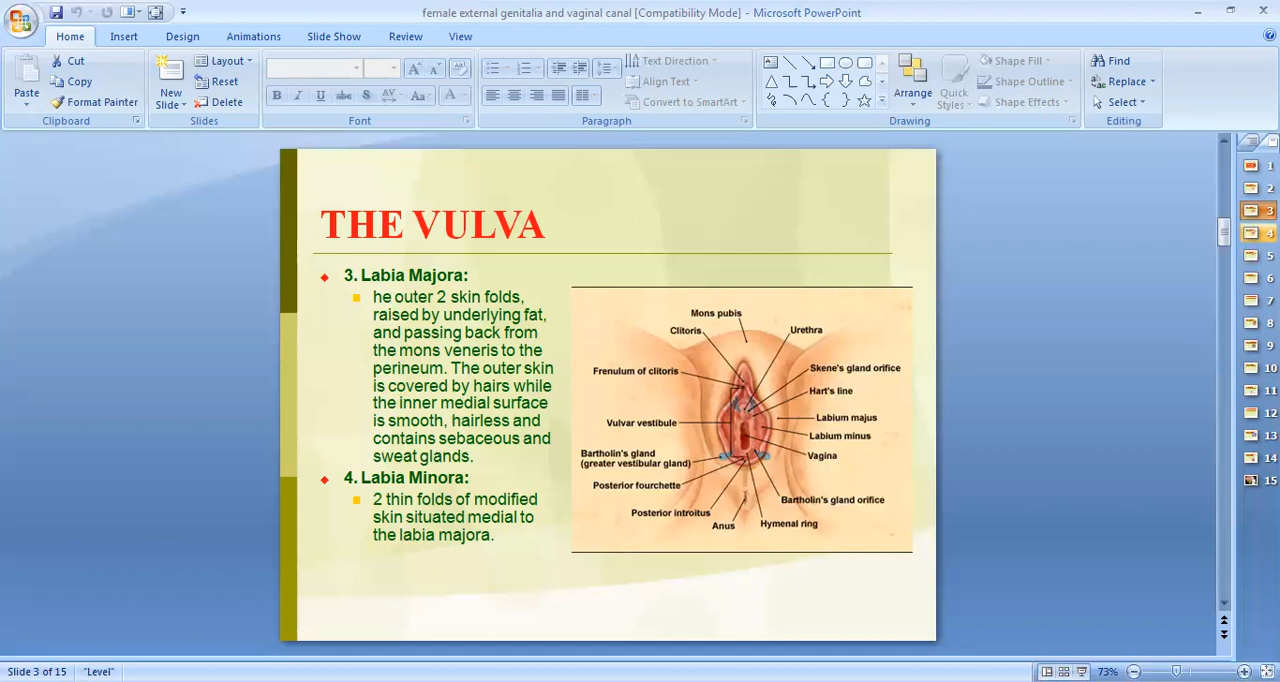 female external genitalia and vaginal canal [Compatibility Mode] - Microsoft PowerPoint
Home Insert Design Animations Slide Show Review View
Paste
Cut
Copy
Format Painter
Clipboard
New
Slide
Layout
Reset
Delete
Slides
B I U abc S AV Aa A
Font
Text Direction
Align Text
Convert to SmartArt
Paragraph
Arrange
Quick
Styles
Shape Fill
Shape Outline
Shape Effects
Drawing
Find
Replace
Select
Editing
THE VULVA
3. Labia Majora:
he outer 2 skin folds,
raised by underlying fat,
and passing back from
the mons veneris to the
perineum. The outer skin
is covered by hairs while
the inner medial surface
is smooth, hairless and
contains sebaceous and
sweat glands.
4. Labia Minora:
2 thin folds of modified
skin situated medial to
the labia majora.
Mons pubis
Clitoris
Urethra
Frenulum of clitoris
Skene's gland orifice
Hart's line
Vulvar vestibule
Labium majus
Labium minus
Bartholin's gland
(greater vestibular gland)
Vagina
Posterior fourchette
Bartholin's gland orifice
Posterior introitus
Anus
Hymenal ring
1
2
3
4
5
6
7
8
9
10
11
12
13
14
15
Slide 3 of 15 "Level" 73%